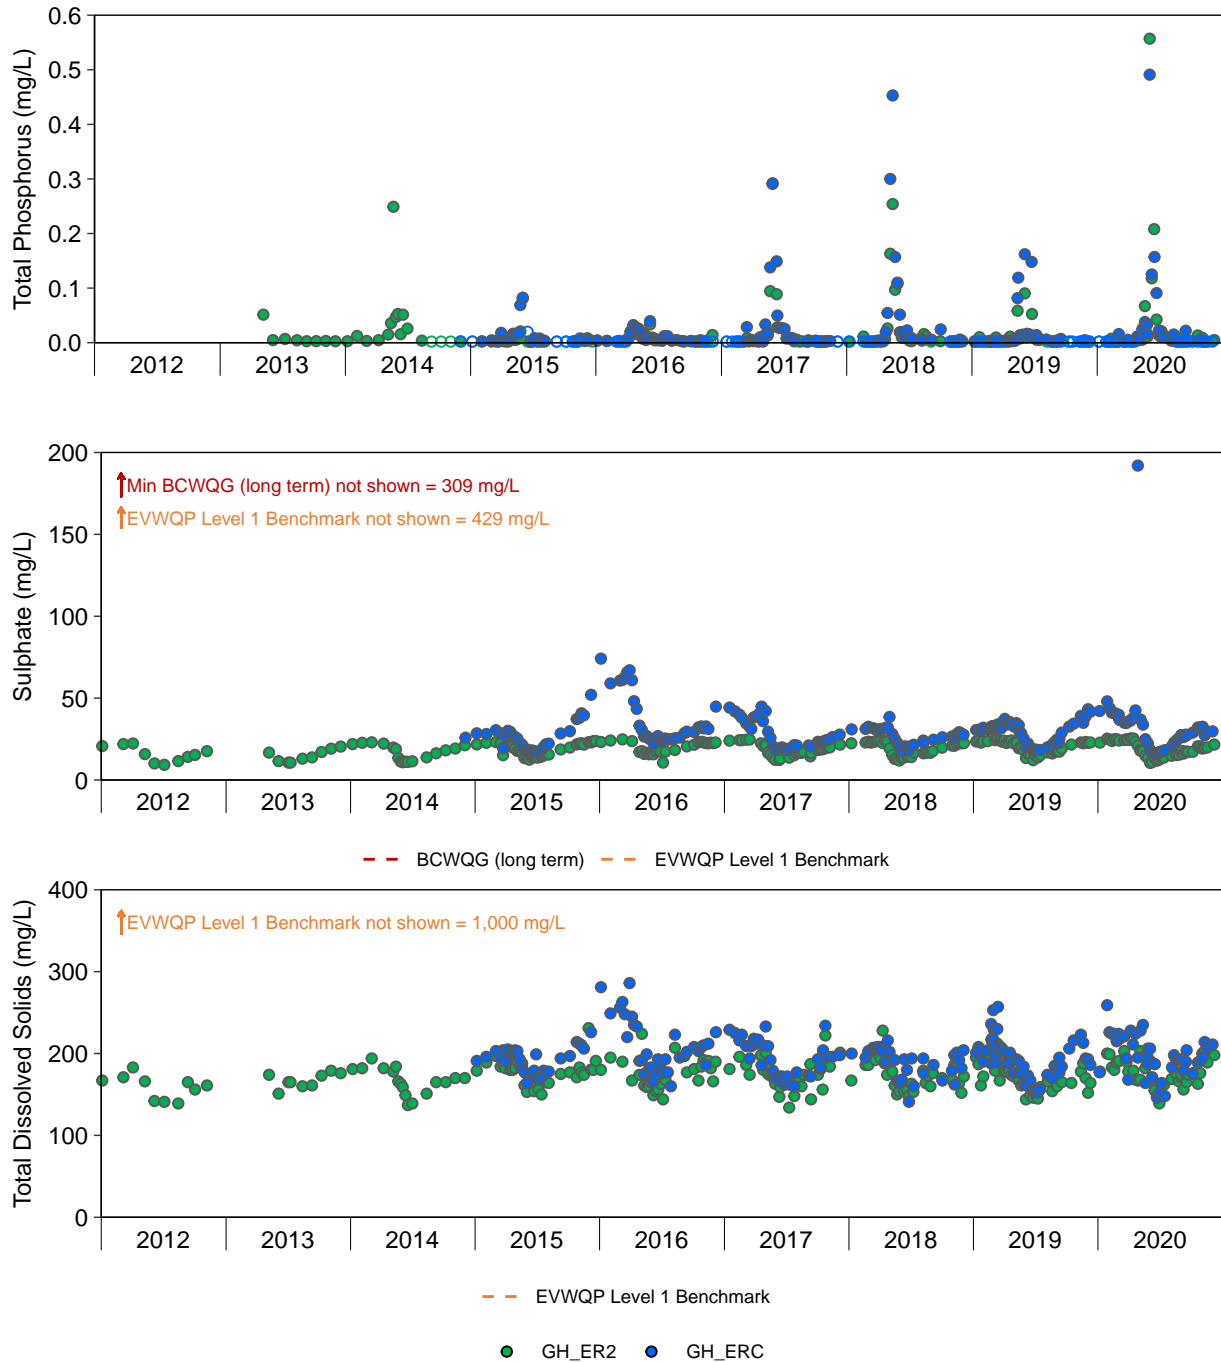 Total Phosphorus (mg/L)
0.6
0.5
0.4
0.3
0.2
0.1
0.0
2012 2013 2014 2015 2016 2017 2018 2019 2020
Sulphate (mg/L)
200
150
100
50
0
Min BCWQG (long term) not shown = 309 mg/L
EVWQP Level 1 Benchmark not shown = 429 mg/L
2012 2013 2014 2015 2016 2017 2018 2019 2020
BCWQG (long term) EVWQP Level 1 Benchmark
Total Dissolved Solids (mg/L)
400
300
200
100
0
EVWQP Level 1 Benchmark not shown = 1,000 mg/L
2012 2013 2014 2015 2016 2017 2018 2019 2020
EVWQP Level 1 Benchmark
GH_ER2 GH_ERC